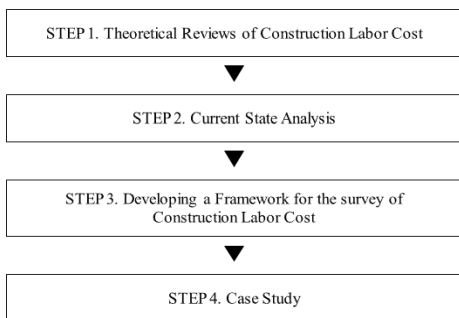 STEP 1. Theoretical Reviews of Construction Labor Cost
STEP 2. Current State Analysis
STEP 3. Developing a Framework for the survey of
Construction Labor Cost
STEP 4. Case Study